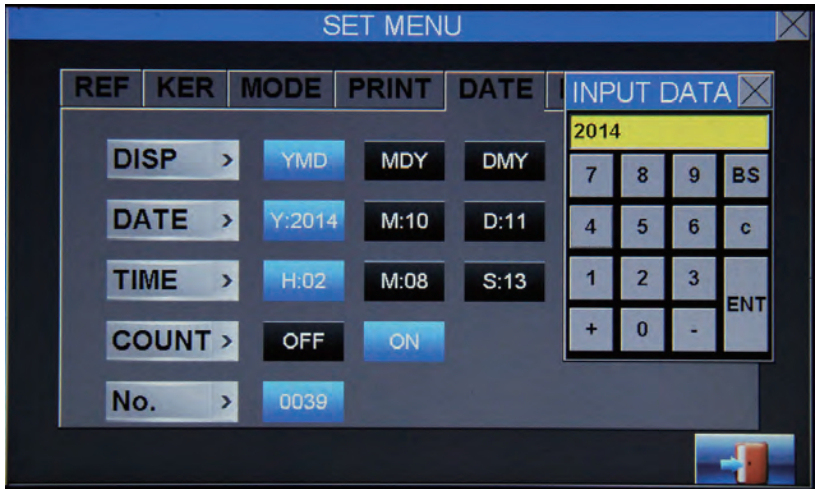 SET MENU
REF KER MODE PRINT DATE
INPUT DATA
2014
7 8 9 BS
4 5 6 c
1 2 3
ENT
+ 0 -
DISP > YMD MDY DMY
DATE > Y:2014 M:10 D:11
TIME > H:02 M:08 S:13
COUNT > OFF ON
No. > 0039